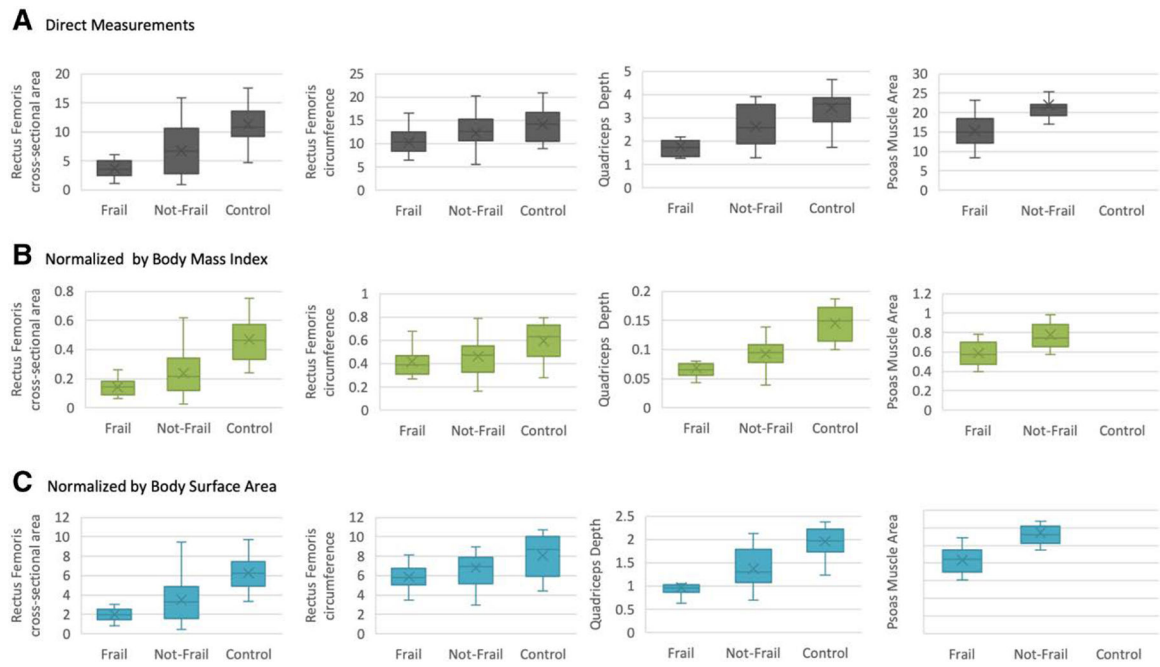 A Direct Measurements
Rectus Femoris
cross-sectional area
20
15
10
5
0
Frail Not-Frail Control
Rectus Femoris
circumference
25
20
15
10
5
0
Frail Not-Frail Control
Quadriceps Depth
5
4
3
2
1
0
Frail Not-Frail Control
Psoas Muscle Area
30
25
20
15
10
5
0
Frail Not-Frail Control
B Normalized by Body Mass Index
Rectus Femoris
cross-sectional area
0.8
0.6
0.4
0.2
0
Frail Not-Frail Control
Rectus Femoris
circumference
1
0.8
0.6
0.4
0.2
0
Frail Not-Frail Control
Quadriceps Depth
0.2
0.15
0.1
0.05
0
Frail Not-Frail Control
Psoas Muscle Area
1.2
1
0.8
0.6
0.4
0.2
0
Frail Not-Frail Control
C Normalized by Body Surface Area
Rectus Femoris
cross-sectional area
12
10
8
6
4
2
0
Frail Not-Frail Control
Rectus Femoris
circumference
12
10
8
6
4
2
0
Frail Not-Frail Control
Quadriceps Depth
2.5
2
1.5
1
0.5
0
Frail Not-Frail Control
Psoas Muscle Area
Frail Not-Frail Control